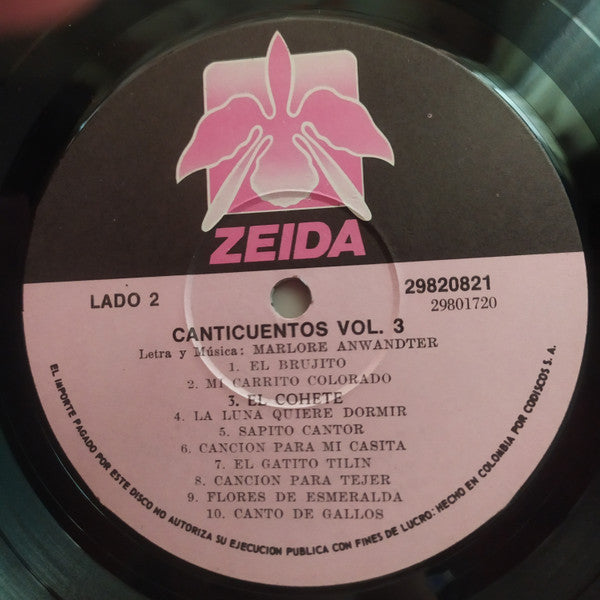 ZEIDA
LADO 2
29820821
29801720
CANTICUENTOS VOL. 3
Letra y Música: MARLORE ANWANDTER
1. EL BRUJITO
2. MI CARRITO COLORADO
3. EL COHETE
4. LA LUNA QUIERE DORMIR
5. SAPITO CANTOR
6. CANCION PARA MI CASITA
7. EL GATITO TILIN
8. CANCION PARA TEJER
9. FLORES DE ESMERALDA
10. CANTO DE GALLOS
EL IMPORTE PAGADO POR ESTE DISCO NO AUTORIZA SU EJECUCION PUBLICA CON FINES DE LUCRO: HECHO EN COLOMBIA POR CODISCOS S. A.